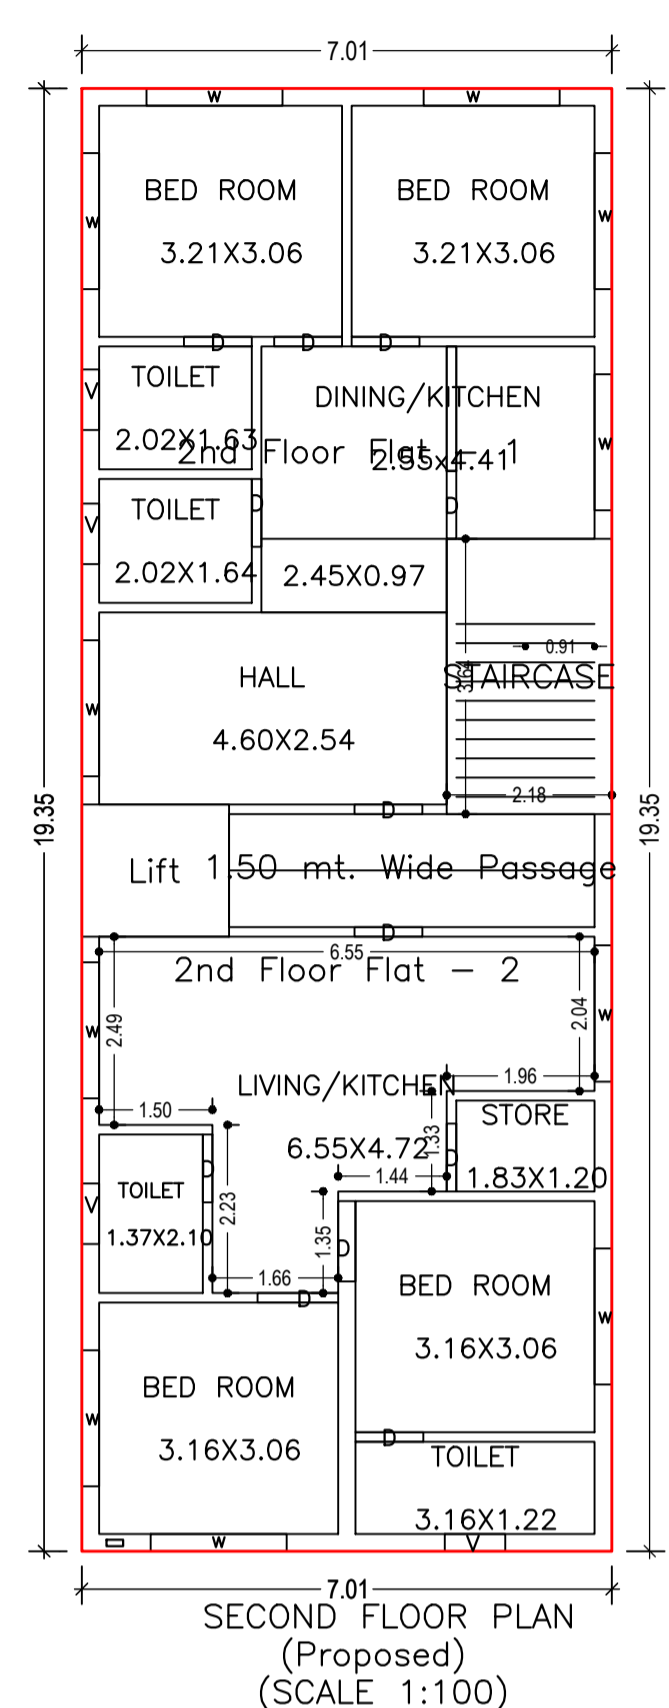 7.01
W W
BED ROOM BED ROOM
3.21X3.06 3.21X3.06
W W
D D D
TOILET
DINING/KITCHEN
V
2.02X1.63
2nd Floor Flat - 1
2.55x4.41
W
TOILET
D D
V
2.02X1.64 2.45X0.97
0.91
HALL STAIRCASE
3.64
W
4.60X2.54
2.18
D
19.35 19.35
Lift 1.50 mt. Wide Passage
D
6.55
2nd Floor Flat - 2
2.49 2.04
W W
1.96
LIVING/KITCHEN
1.50
STORE
1.33
6.55X4.72
D
1.44
1.83X1.20
TOILET
D
V
2.23
1.37X2.10
1.35
D
1.66
D
BED ROOM
W
3.16X3.06
BED ROOM
W
3.16X3.06
D
TOILET
3.16X1.22
W V
7.01
SECOND FLOOR PLAN
(Proposed)
(SCALE 1:100)